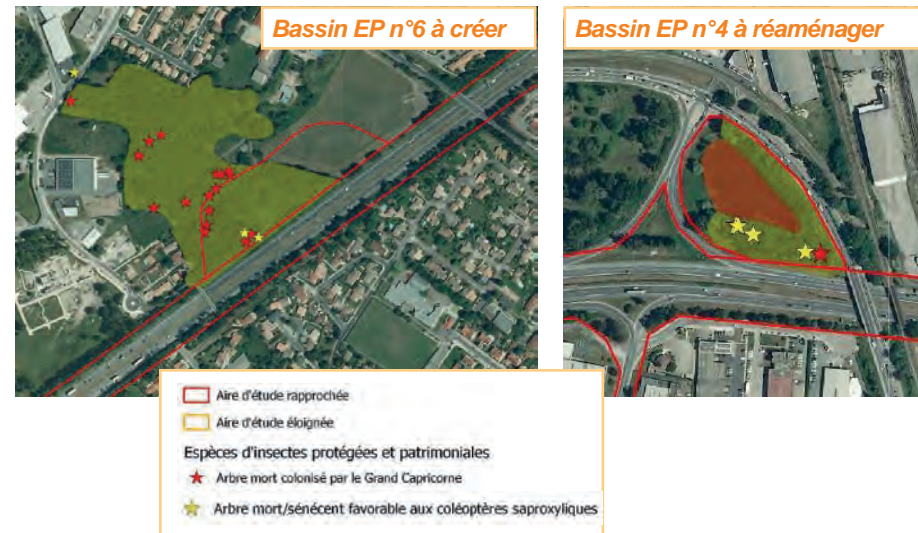 Bassin EP n°6 à créer
Bassin EP n°4 à réaménager
Aire d'étude rapprochée
Aire d'étude éloignée
Espèces d'insectes protégées et patrimoniales
Arbre mort colonisé par le Grand Capricorne
Arbre mort/sénécent favorable aux coléoptères saproxyliques